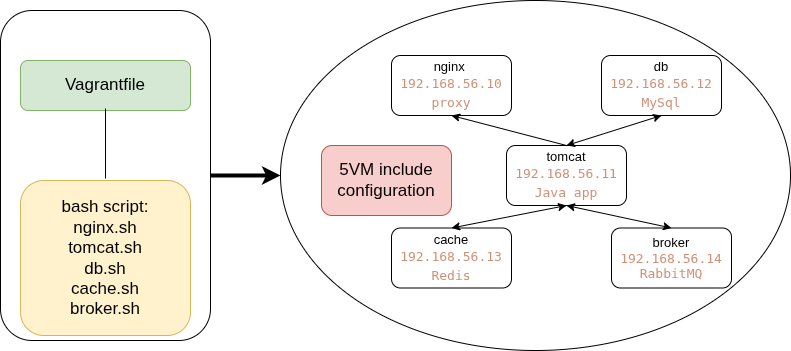 Vagrantfile
bash script:
nginx.sh
tomcat.sh
db.sh
cache.sh
broker.sh
5VM include
configuration
nginx
192.168.56.10
proxy
db
192.168.56.12
MySql
tomcat
192.168.56.11
Java app
cache
192.168.56.13
Redis
broker
192.168.56.14
RabbitMQ